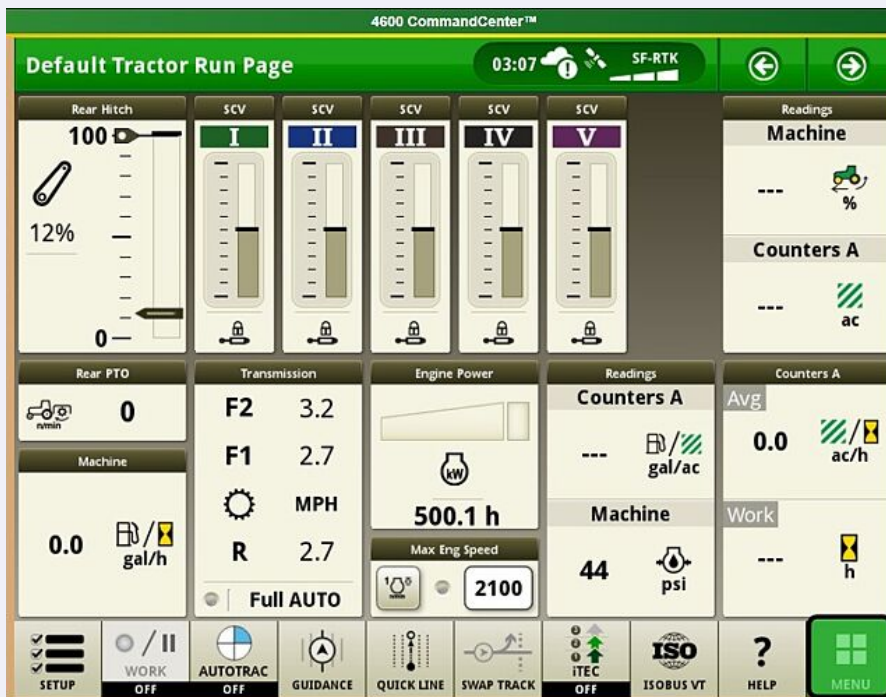 4600 CommandCenter™
Default Tractor Run Page
03:07
SF-RTK
Rear Hitch
100
12%
0
SCV
I
SCV
II
SCV
III
SCV
IV
SCV
V
Readings
Machine
---
%
Counters A
---
ac
Rear PTO
n/min
0
Machine
0.0
gal/h
Transmission
F2 3.2
F1 2.7
MPH
R 2.7
Full AUTO
Engine Power
kW
500.1 h
Max Eng Speed
n/min
2100
Readings
Counters A
---
gal/ac
Machine
44
psi
Counters A
Avg
0.0
ac/h
Work
---
h
SETUP
WORK
OFF
AUTOTRAC
OFF
GUIDANCE
QUICK LINE
SWAP TRACK
3
2
1
iTEC
OFF
ISO
ISOBUS VT
?
HELP
MENU